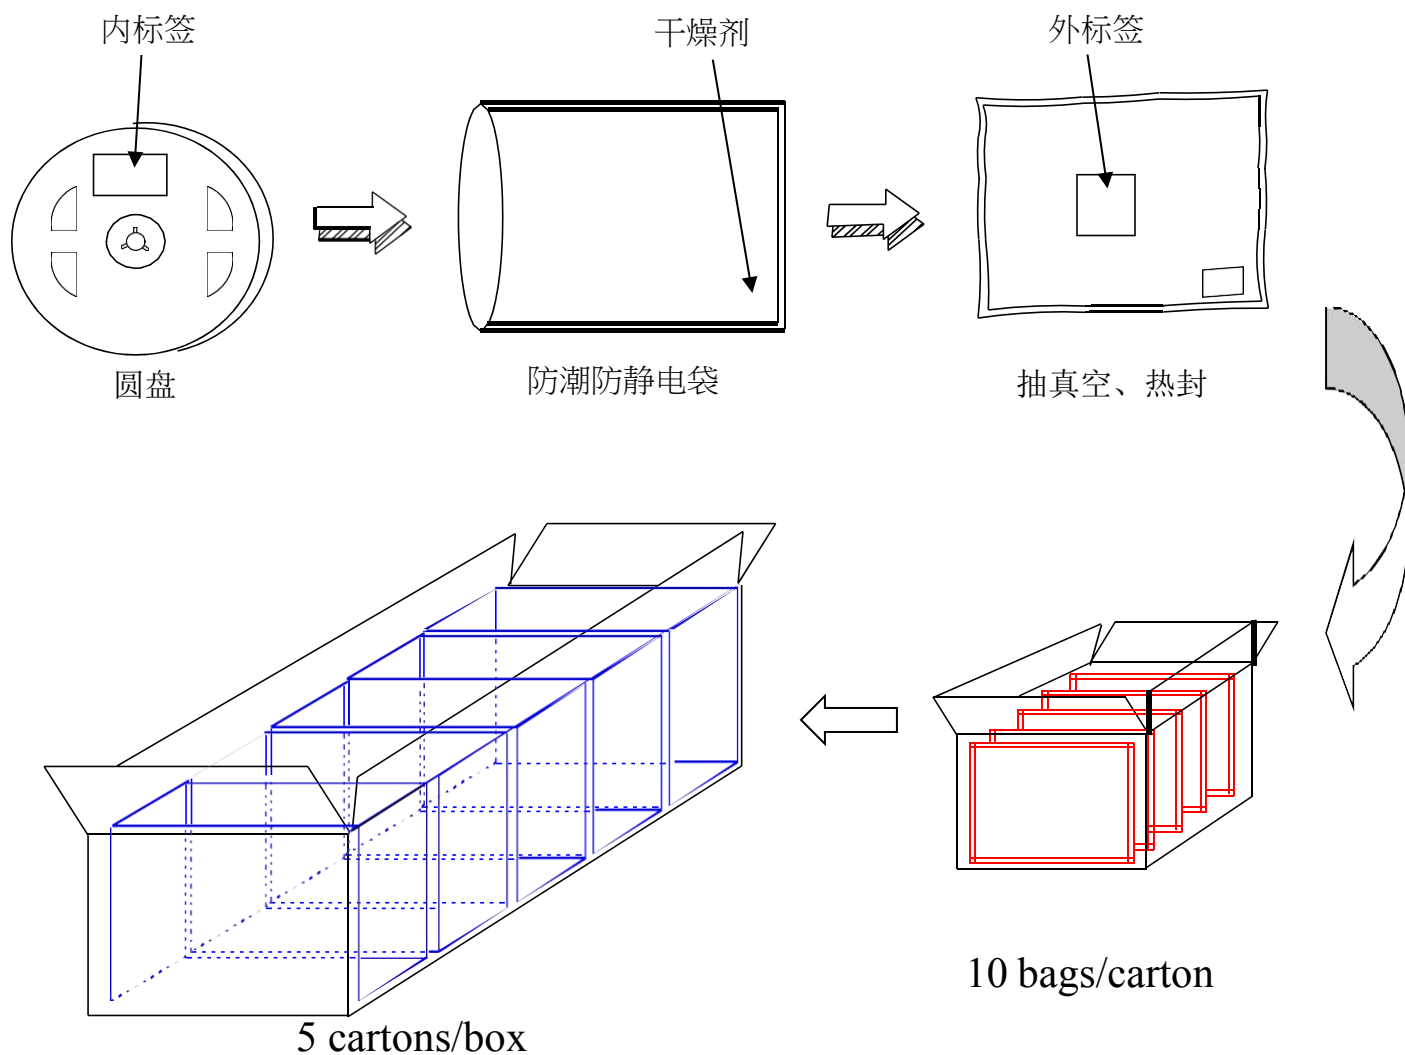 内标签
干燥剂
外标签
圆盘
防潮防静电袋
抽真空、热封
10 bags/carton
5 cartons/box